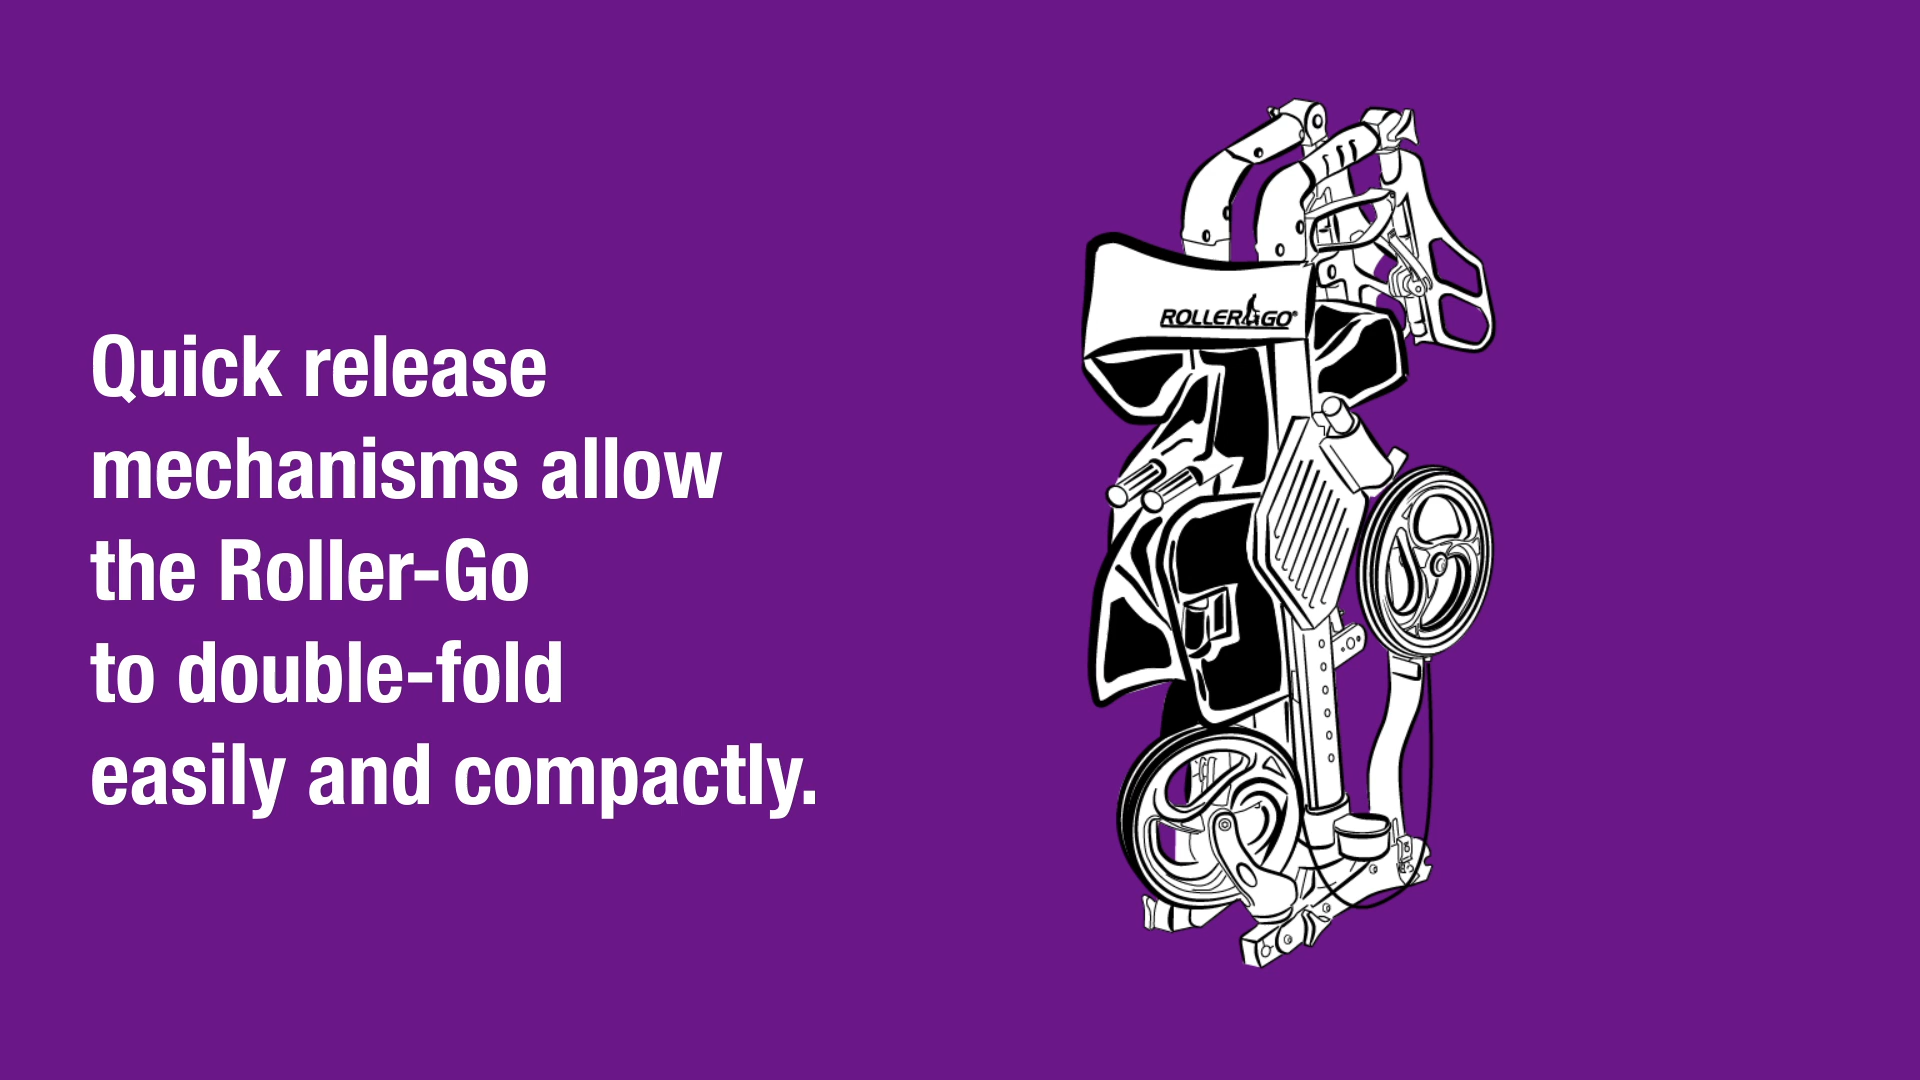 Quick release
mechanisms allow
the Roller-Go
to double-fold
easily and compactly.
ROLLER GO®